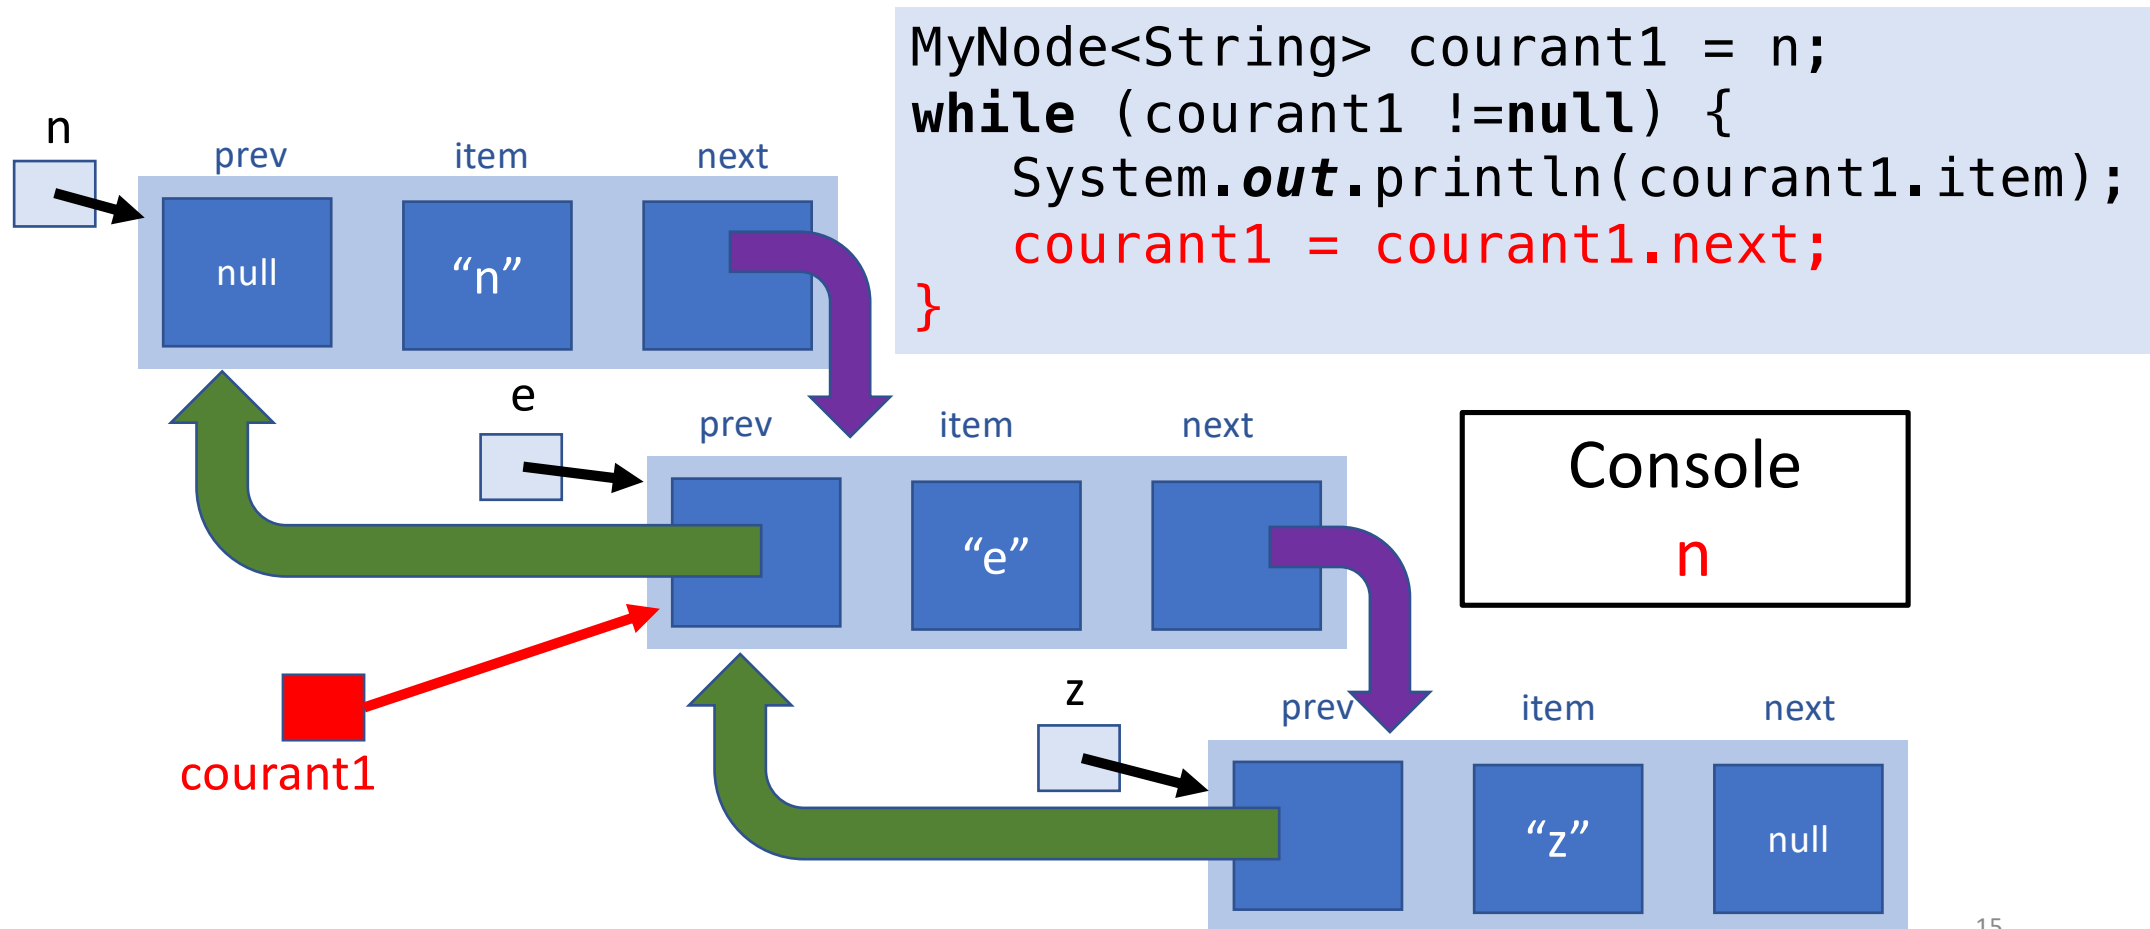 MyNode<String> courant1 = n;
while (courant1 !=null) {
System.out.println(courant1.item);
courant1 = courant1.next;
}
n
prev item next
null “n”
e
prev item next
“e”
Console
n
courant1
z
prev item next
“z” null
15